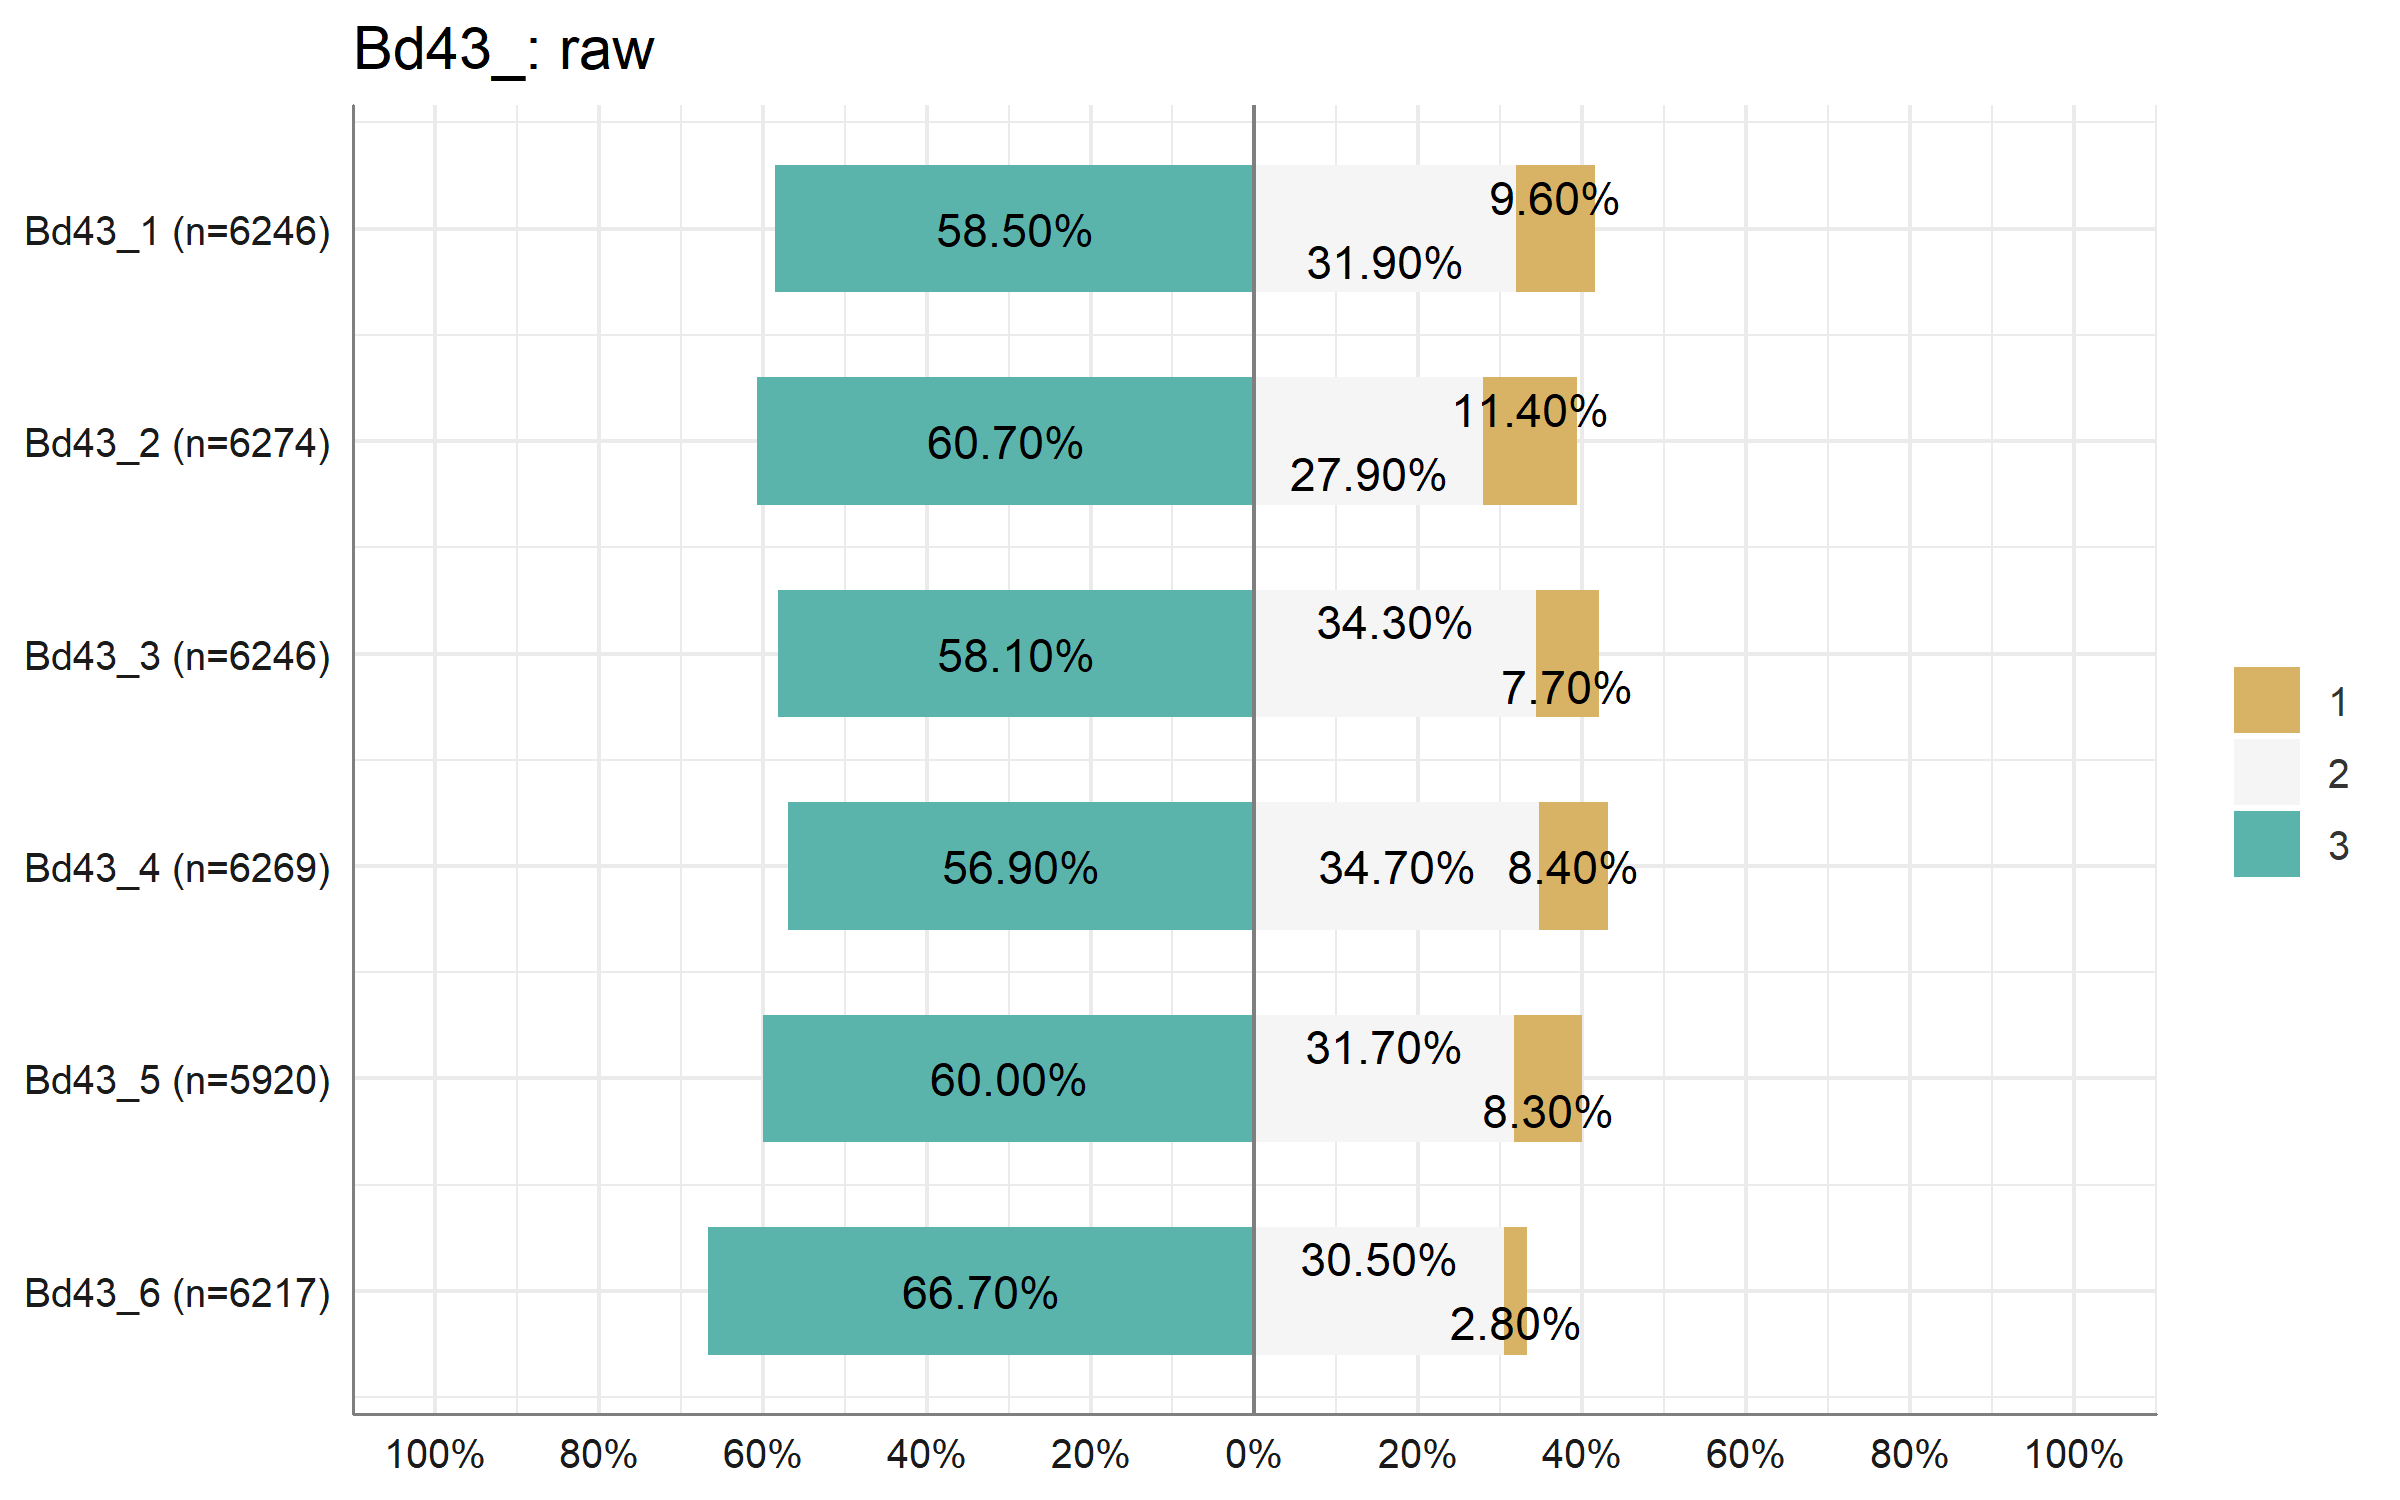 Bd43_: raw
Bd43_1 (n=6246)
58.50%
31.90%
9.60%
Bd43_2 (n=6274)
60.70%
27.90%
11.40%
Bd43_3 (n=6246)
58.10%
34.30%
7.70%
Bd43_4 (n=6269)
56.90%
34.70%
8.40%
Bd43_5 (n=5920)
60.00%
31.70%
8.30%
Bd43_6 (n=6217)
66.70%
30.50%
2.80%
100% 80% 60% 40% 20% 0% 20% 40% 60% 80% 100%
1
2
3